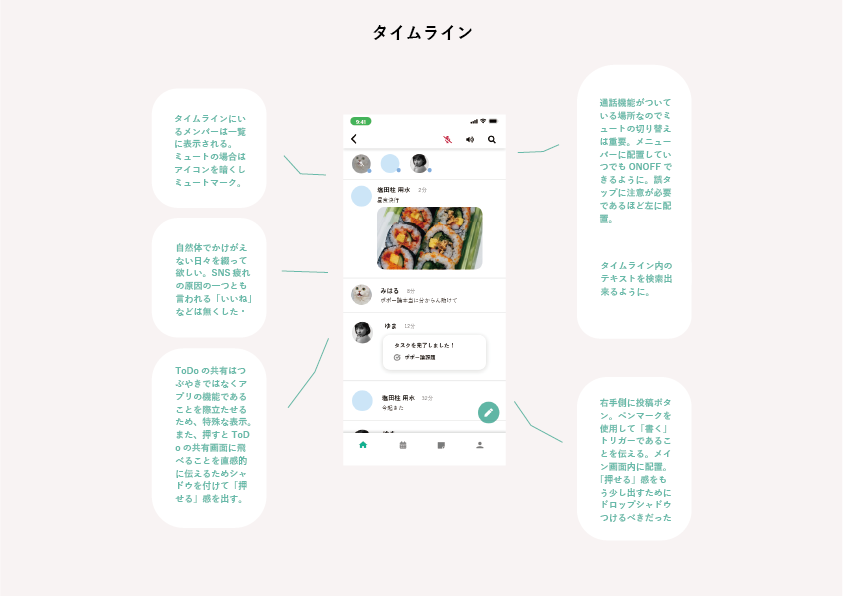 タイムライン
タイムラインにい
るメンバーは一覧
に表示される。
ミュートの場合は
アイコンを暗くし
ミュートマーク。
自然体でかけがえ
ない日々を綴って
欲しい。SNS 疲れ
の原因の一つとも
言われる「いいね」
などは無くした・
ToDo の共有はつ
ぶやきではなくア
プリの機能である
ことを際立たせる
ため、特殊な表示。
また、押すと ToD
o の共有画面に飛
べることを直感的
に伝えるためシャ
ドウを付けて「押
せる」感を出す。
9:41
塩田柱 用水 2分
みはる 8分
ボボー論本当に分からん助けて
ゆま 12分
タスクを完了しました！
ボボー論課題
塩田柱 用水 32分
今起きた
通話機能がついて
いる場所なのでミ
ュートの切り替え
は重要。メニュー
バーに配置してい
つでも ONOFF で
きるように。誤タ
ップに注意が必要
であるほど左に配
置。
タイムライン内の
テキストを検索出
来るように。
右手側に投稿ボタ
ン。ペンマークを
使用して「書く」
トリガーであるこ
とを伝える。メイ
ン画面内に配置。
「押せる」感をも
う少し出すために
ドロップシャドウ
つけるべきだった